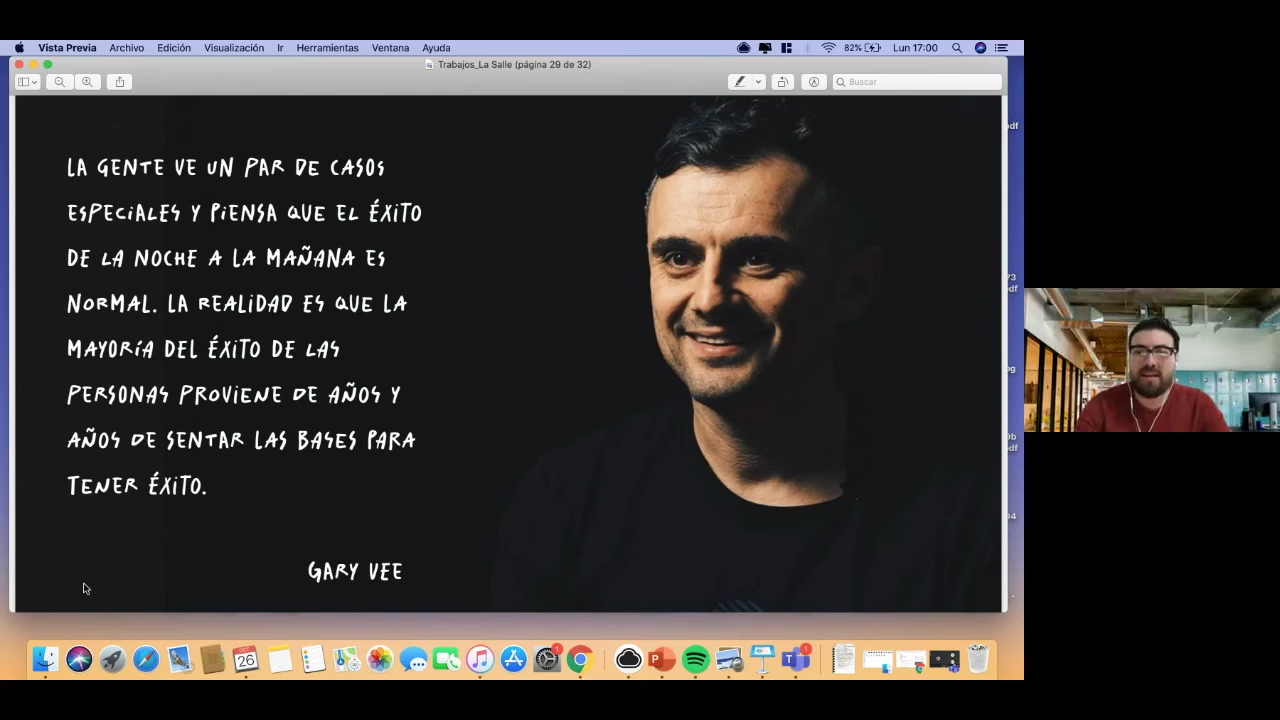 Vista Previa Archivo Edición Visualización Ir Herramientas Ventana Ayuda 82% Lun 17:00
Trabajos_La Salle (página 29 de 32)
Buscar
LA GENTE VE UN PAR DE CASOS
ESPECIALES Y PIENSA QUE EL ÉXITO
DE LA NOCHE A LA MAÑANA ES
NORMAL. LA REALIDAD ES QUE LA
MAYORÍA DEL ÉXITO DE LAS
PERSONAS PROVIENE DE AÑOS Y
AÑOS DE SENTAR LAS BASES PARA
TENER ÉXITO.
GARY VEE
26